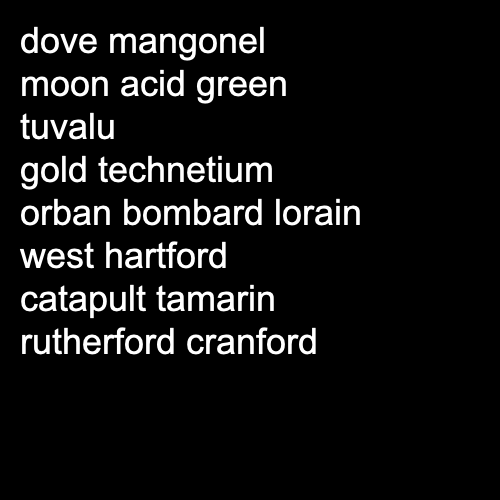 dove mangonel
moon acid green
tuvalu
gold technetium
orban bombard lorain
west hartford
catapult tamarin
rutherford cranford